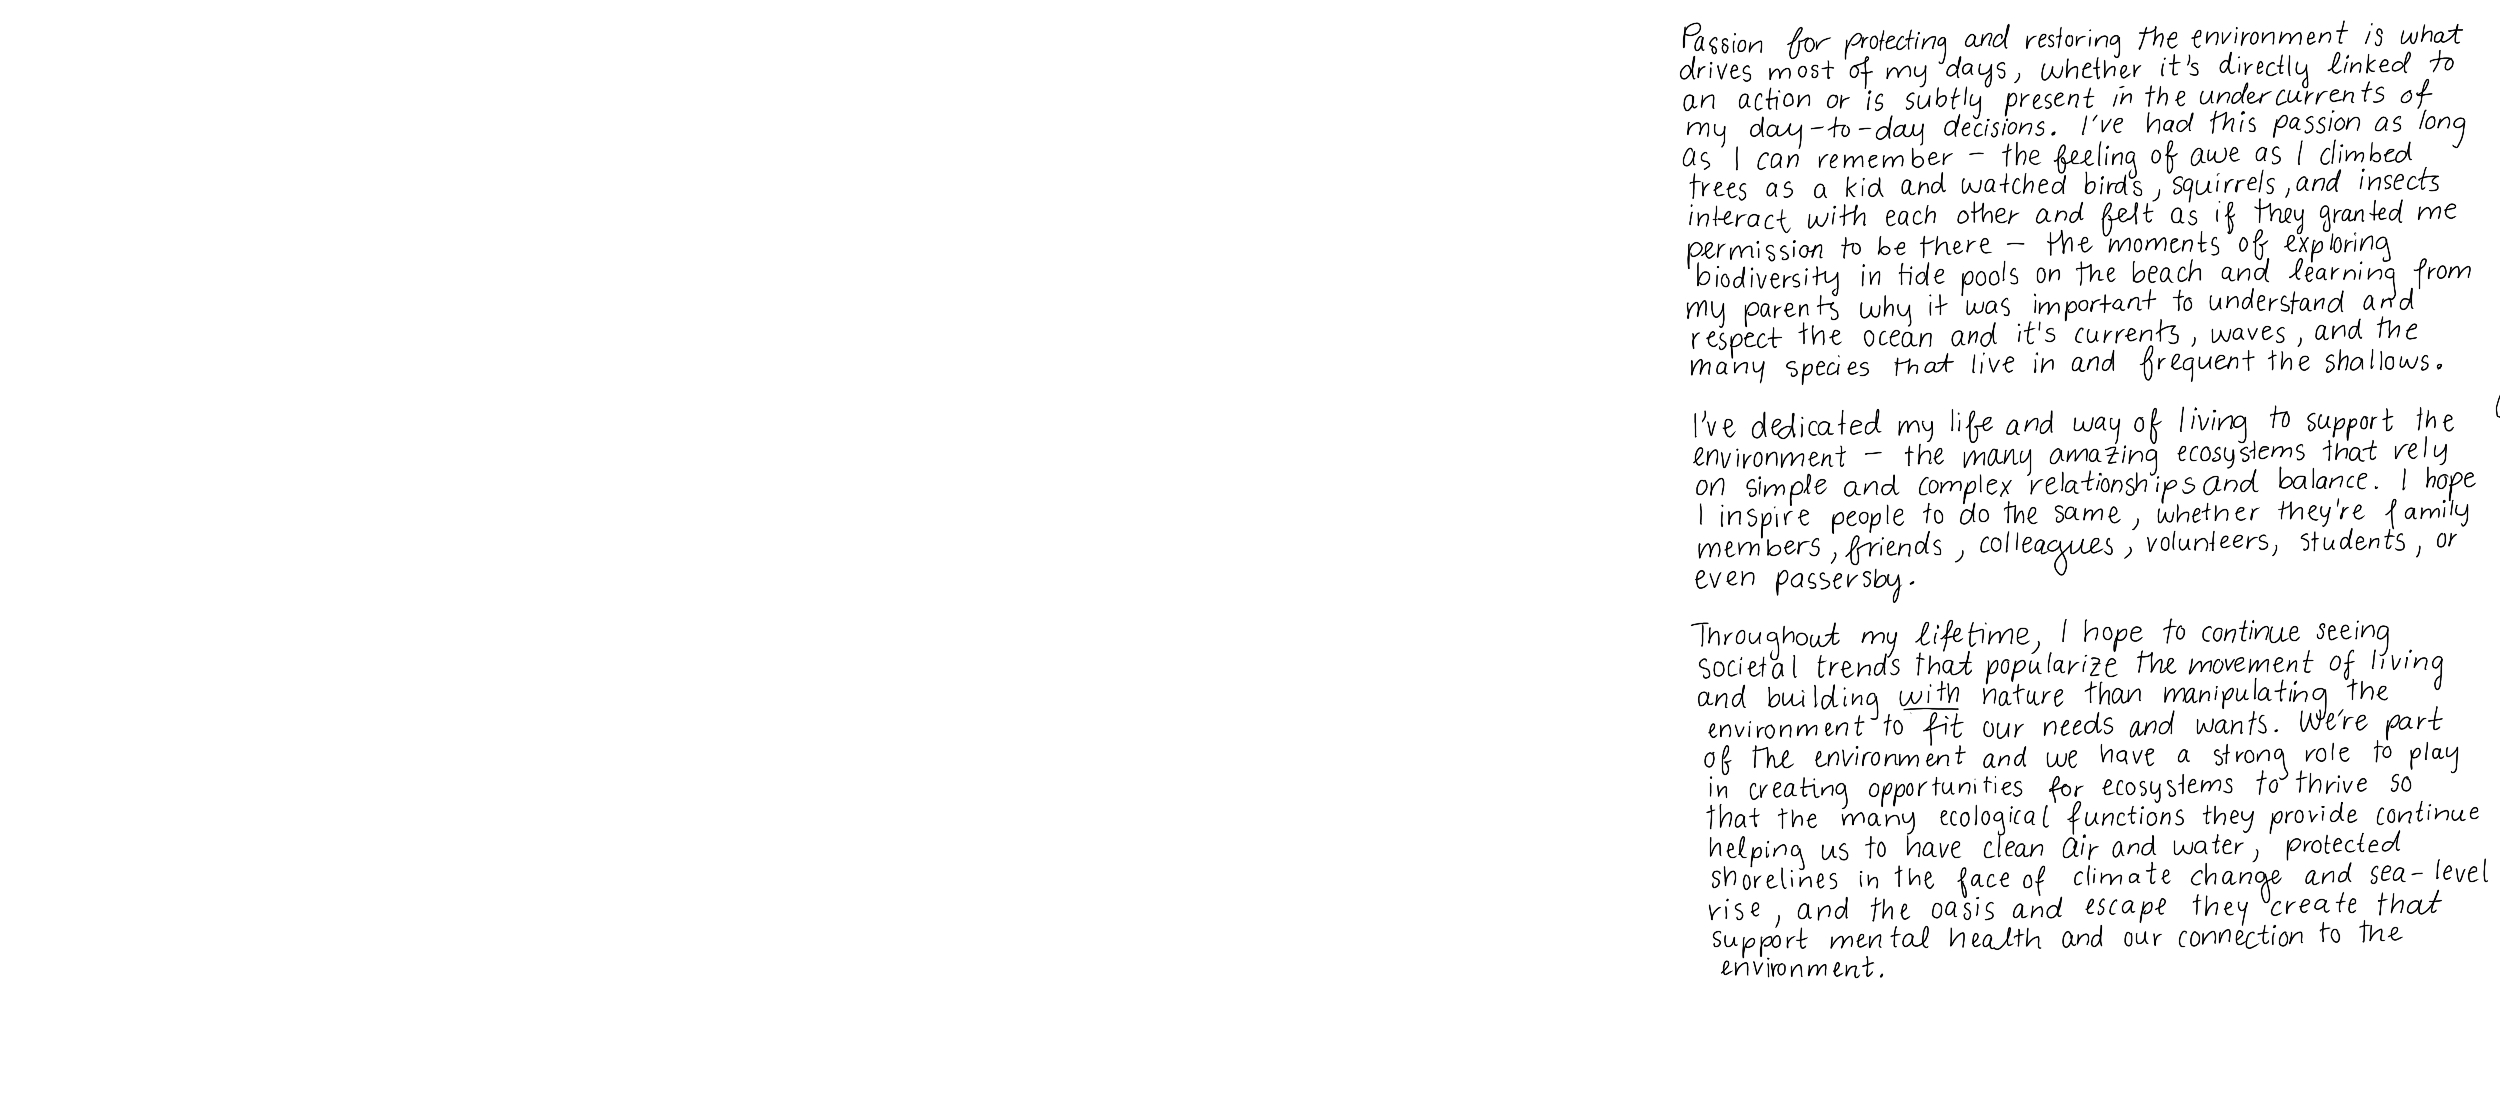 Passion for protecting and restoring the environment is what
drives most of my days, whether it's directly linked to
an action or is subtly present in the undercurrents of
my day-to-day decisions. I've had this passion as long
as I can remember – the feeling of awe as I climbed
trees as a kid and watched birds, squirrels, and insects
interact with each other and felt as if they granted me
permission to be there – the moments of exploring
biodiversity in tide pools on the beach and learning from
my parents why it was important to understand and
respect the ocean and it's currents, waves, and the
many species that live in and frequent the shallows.
I've dedicated my life and way of living to support the
environment – the many amazing ecosystems that rely
on simple and complex relationships and balance. I hope
I inspire people to do the same, whether they're family
members, friends, colleagues, volunteers, students, or
even passersby.
Throughout my lifetime, I hope to continue seeing
societal trends that popularize the movement of living
and building with nature than manipulating the
environment to fit our needs and wants. We're part
of the environment and we have a strong role to play
in creating opportunities for ecosystems to thrive so
that the many ecological functions they provide continue
helping us to have clean air and water, protected
shorelines in the face of climate change and sea-level
rise, and the oasis and escape they create that
support mental health and our connection to the
environment.